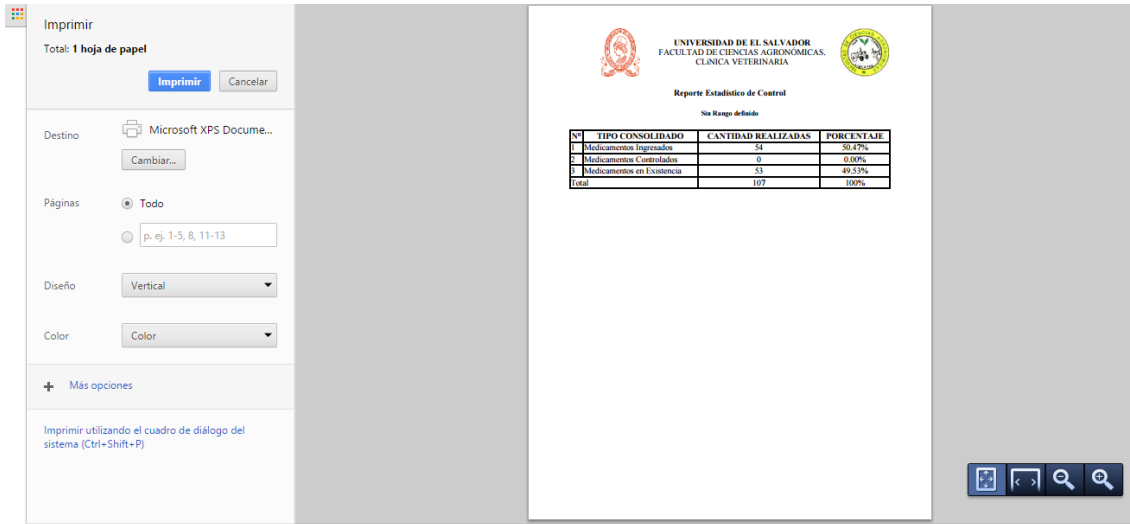 Imprimir
Total: 1 hoja de papel
Imprimir Cancelar
Destino Microsoft XPS Docume...
Cambiar...
Páginas Todo
p. ej. 1-5, 8, 11-13
Diseño Vertical
Color Color
Más opciones
Imprimir utilizando el cuadro de diálogo del
sistema (Ctrl+Shift+P)
UNIVERSIDAD DE EL SALVADOR
FACULTAD DE CIENCIAS AGRONÓMICAS.
CLíNICA VETERINARIA
Reporte Estadístico de Control
Sin Rango definido
Nº TIPO CONSOLIDADO CANTIDAD REALIZADAS PORCENTAJE
1 Medicamentos Ingresados 54 50.47%
2 Medicamentos Controlados 0 0.00%
3 Medicamentos en Existencia 53 49.53%
Total 107 100%